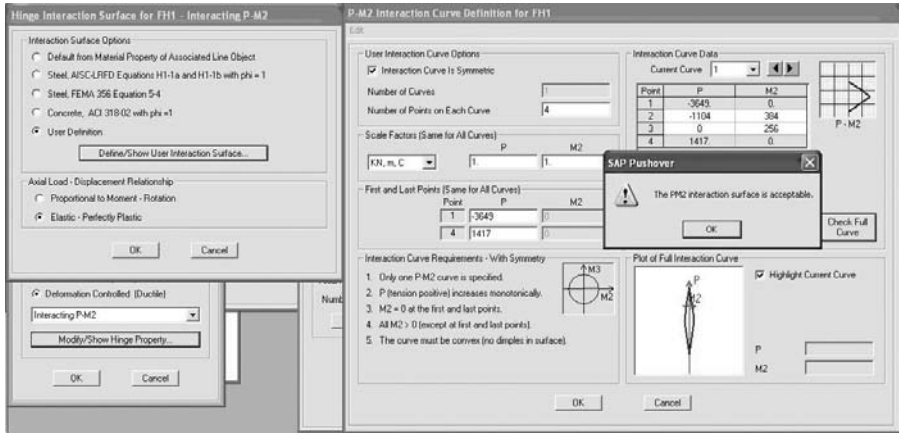 Hinge Interaction Surface for FH1 - Interacting P-M2
Interaction Surface Options
Default from Material Property of Associated Line Object
Steel, AISC-LRFD Equations H1-1a and H1-1b with phi = 1
Steel, FEMA 356 Equation 5-4
Concrete, ACI 318-02 with phi =1
User Definition
Define/Show User Interaction Surface...
Axial Load - Displacement Relationship
Proportional to Moment - Rotation
Elastic - Perfectly Plastic
OK Cancel
Deformation Controlled (Ductile)
Interacting P-M2
Modify/Show Hinge Property...
OK Cancel
Numb
P-M2 Interaction Curve Definition for FH1
Edit
User Interaction Curve Options
Interaction Curve Is Symmetric
Number of Curves 1
Number of Points on Each Curve 4
Scale Factors (Same for All Curves)
P M2
KN, m, C 1. 1.
First and Last Points (Same for All Curves)
Point P M2
1 -3649 0
4 1417 0
Interaction Curve Requirements - With Symmetry
1. Only one P-M2 curve is specified.
2. P (tension positive) increases monotonically.
3. M2 = 0 at the first and last points.
4. All M2 > 0 (except at first and last points).
5. The curve must be convex (no dimples in surface).
M3
M2
Interaction Curve Data
Current Curve 1
Point P M2
1 -3649. 0.
2 -1104 384
3 0 256
4 1417. 0.
P - M2
SAP Pushover
The PM2 interaction surface is acceptable.
OK
Check Full
Curve
Plot of Full Interaction Curve
P
M2
Highlight Current Curve
P
M2
OK Cancel